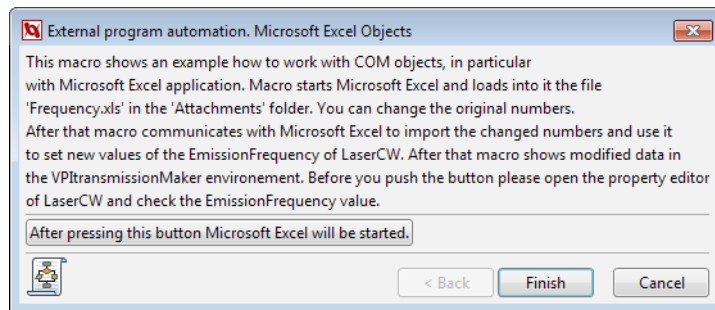 External program automation. Microsoft Excel Objects
This macro shows an example how to work with COM objects, in particular
with Microsoft Excel application. Macro starts Microsoft Excel and loads into it the file
'Frequency.xls' in the 'Attachments' folder. You can change the original numbers.
After that macro communicates with Microsoft Excel to import the changed numbers and use it
to set new values of the EmissionFrequency of LaserCW. After that macro shows modified data in
the VPItransmissionMaker environement. Before you push the button please open the property editor
of LaserCW and check the EmissionFrequency value.
After pressing this button Microsoft Excel will be started.
< Back Finish Cancel